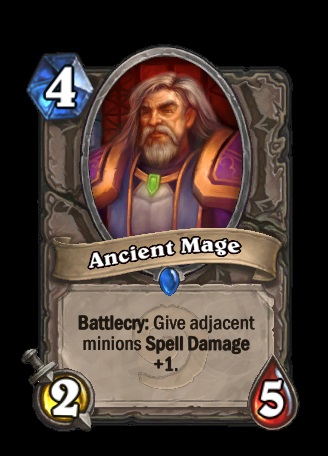 4
Ancient Mage
Battlecry: Give adjacent
minions Spell Damage
+1.
2
5